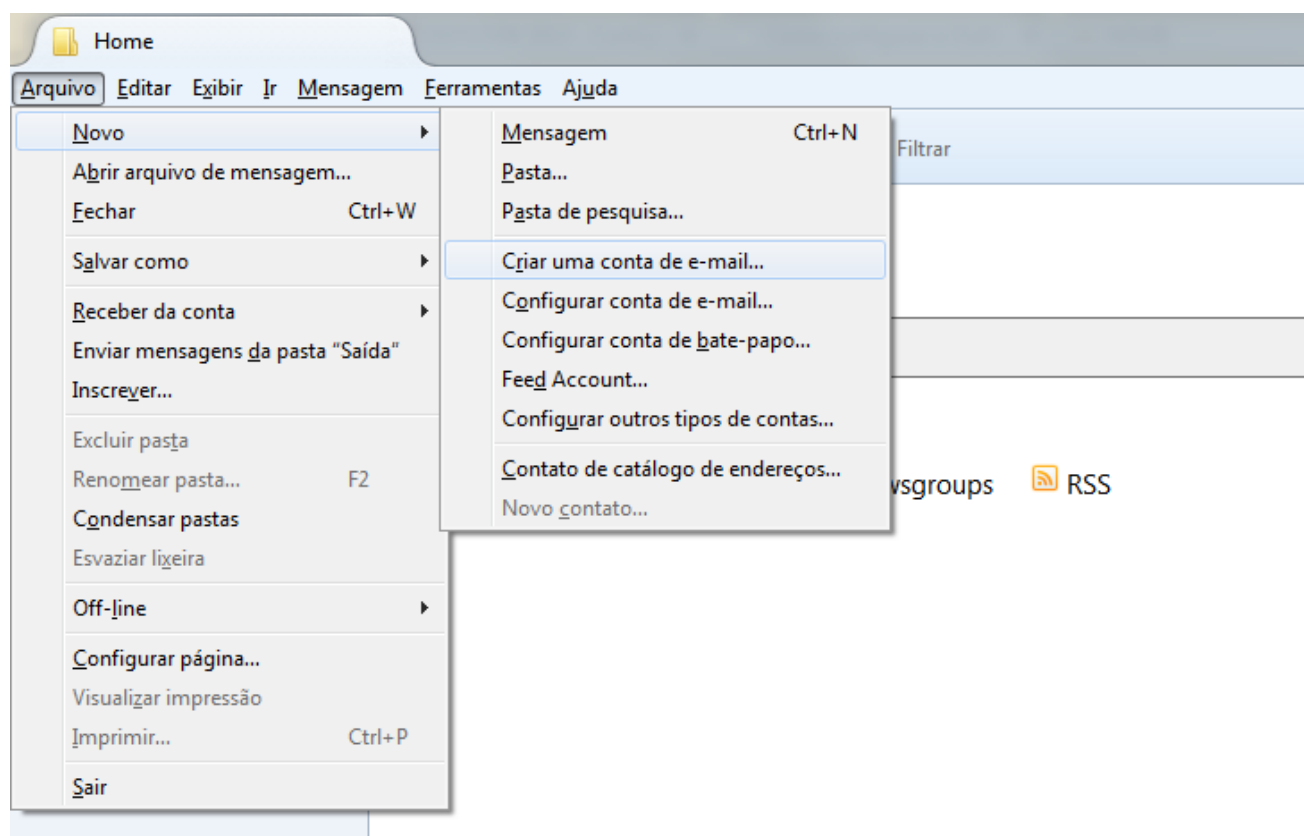 Home
Arquivo Editar Exibir Ir Mensagem Ferramentas Ajuda
Novo
Abrir arquivo de mensagem...
Fechar Ctrl+W
Salvar como
Receber da conta
Enviar mensagens da pasta “Saída”
Inscrever...
Excluir pasta
Renomear pasta... F2
Condensar pastas
Esvaziar lixeira
Off-line
Configurar página...
Visualizar impressão
Imprimir... Ctrl+P
Sair
Mensagem Ctrl+N
Pasta...
Pasta de pesquisa...
Criar uma conta de e-mail...
Configurar conta de e-mail...
Configurar conta de bate-papo...
Feed Account...
Configurar outros tipos de contas...
Contato de catálogo de endereços...
Novo contato...
Filtrar
wsgroups RSS